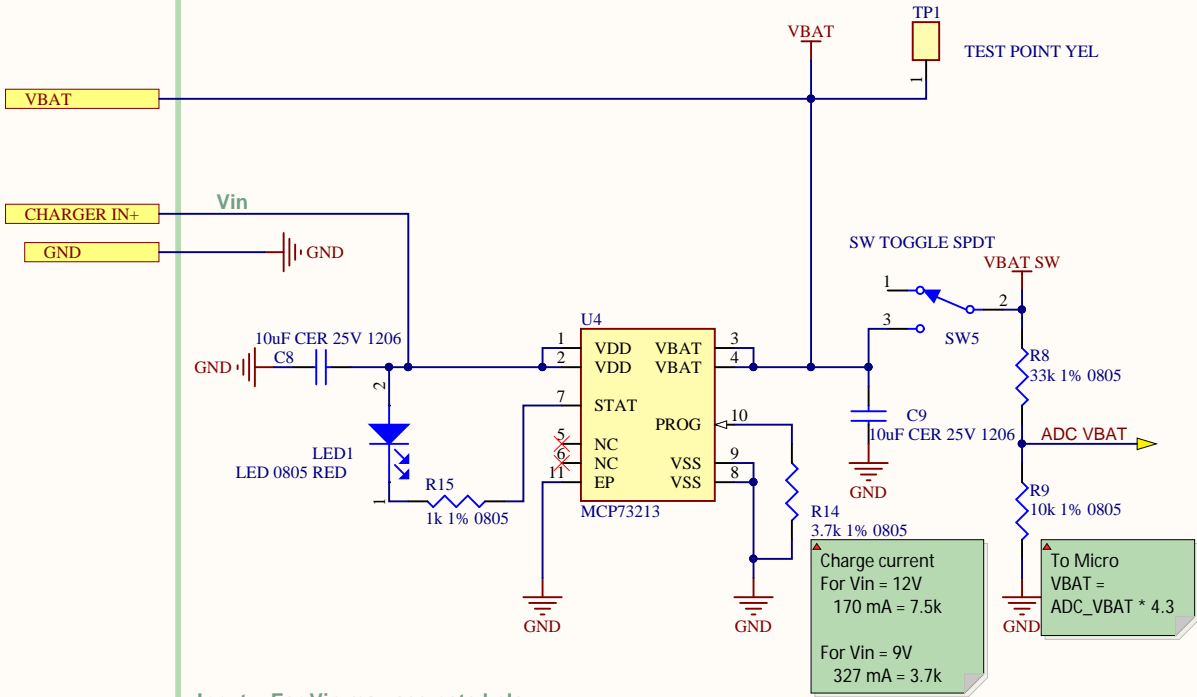 TP1
VBAT
TEST POINT YEL
1
VBAT
Vin
CHARGER IN+
GND
GND
SW TOGGLE SPDT
VBAT SW
1
2
3
SW5
U4
10uF CER 25V 1206
C8
GND
1
VDD
VBAT
3
2
VDD
VBAT
4
2
7
STAT
PROG
10
5
NC
6
NC
VSS
9
11
EP
VSS
8
MCP73213
LED1
LED 0805 RED
1
R15
1k 1% 0805
R8
33k 1% 0805
C9
10uF CER 25V 1206
ADC VBAT
GND
R9
10k 1% 0805
R14
3.7k 1% 0805
GND
GND
GND
Charge current
For Vin = 12V
170 mA = 7.5k
For Vin = 9V
327 mA = 3.7k
To Micro
VBAT =
ADC_VBAT * 4.3